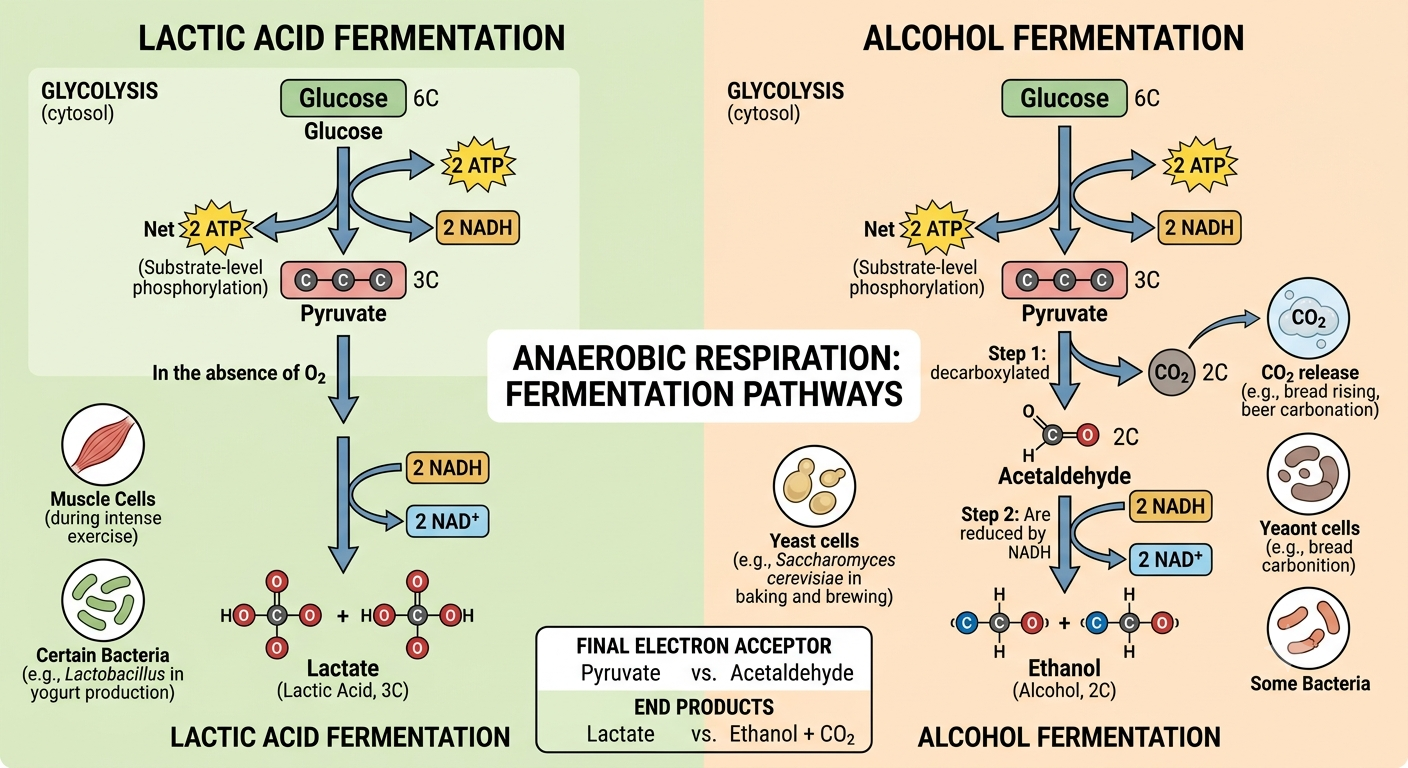 LACTIC ACID FERMENTATION
GLYCOLYSIS
(cytosol)
Glucose 6C
Glucose
2 ATP
Net 2 ATP
2 NADH
(Substrate-level
phosphorylation)
C C C 3C
Pyruvate
In the absence of O₂
Muscle Cells
(during intense
exercise)
2 NADH
2 NAD⁺
Certain Bacteria
(e.g., Lactobacillus in
yogurt production)
O O
HO C O + HO C OH
O O
Lactate
(Lactic Acid, 3C)
LACTIC ACID FERMENTATION
ANAEROBIC RESPIRATION:
FERMENTATION PATHWAYS
ALCOHOL FERMENTATION
GLYCOLYSIS
(cytosol)
Glucose 6C
2 ATP
Net 2 ATP
2 NADH
(Substrate-level
phosphorylation)
C C C 3C
Pyruvate
Step 1:
decarboxylated
CO₂ 2C
CO₂
CO₂ release
(e.g., bread rising,
beer carbonation)
O
C O 2C
H
Acetaldehyde
Yeast cells
(e.g., Saccharomyces
cerevisiae in
baking and brewing)
Step 2: Are
reduced by
NADH
2 NADH
2 NAD⁺
Yeaont cells
(e.g., bread
carbonition)
H H
C C O + C C O
H H
Ethanol
(Alcohol, 2C)
Some Bacteria
ALCOHOL FERMENTATION
FINAL ELECTRON ACCEPTOR
Pyruvate vs. Acetaldehyde
END PRODUCTS
Lactate vs. Ethanol + CO₂